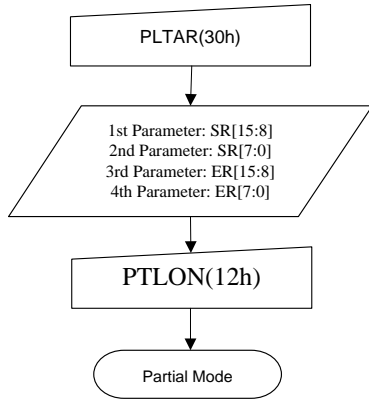 PLTAR(30h)
1st Parameter: SR[15:8]
2nd Parameter: SR[7:0]
3rd Parameter: ER[15:8]
4th Parameter: ER[7:0]
PTLON(12h)
Partial Mode